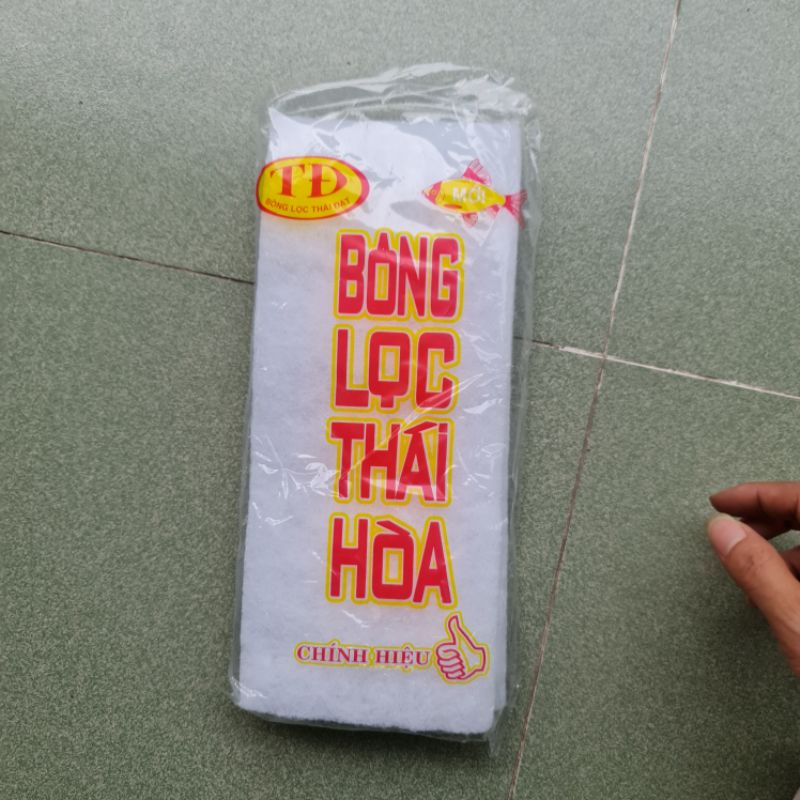 TĐ
BÔNG LỌC THÁI ĐẠT
MỚI
BÔNG
LỌC
THÁI
HÒA
CHÍNH HIỆU